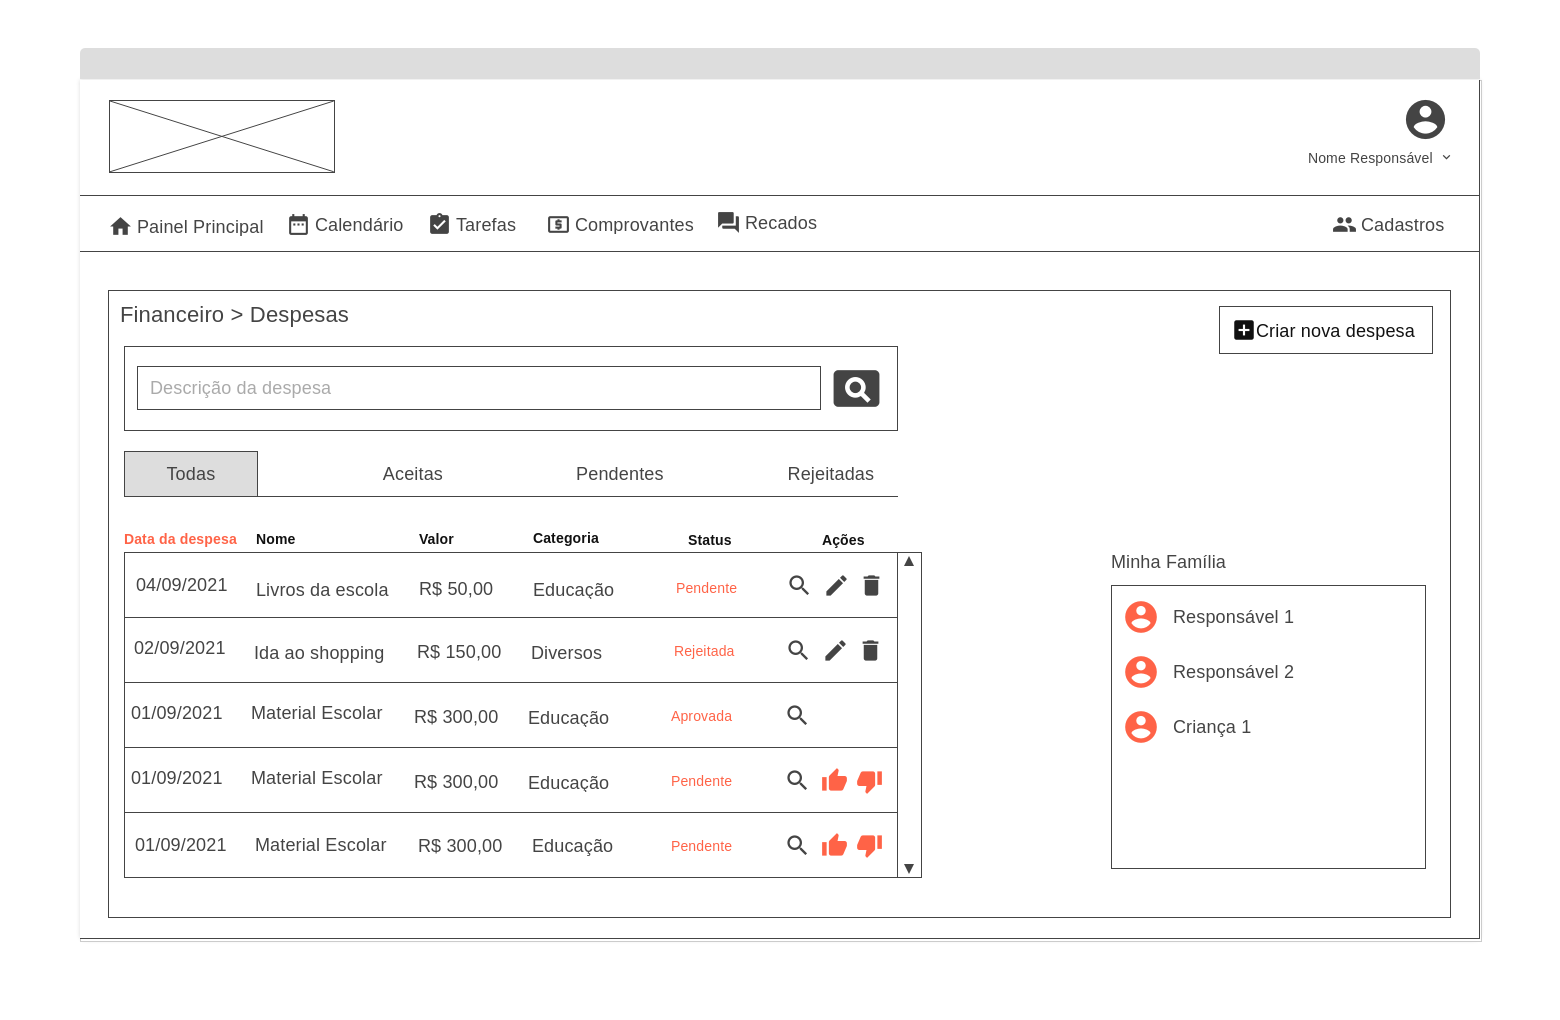 Nome Responsável
Painel Principal Calendário Tarefas Comprovantes Recados Cadastros
Financeiro > Despesas
Criar nova despesa
Descrição da despesa
Todas Aceitas Pendentes Rejeitadas
Data da despesa Nome Valor Categoria Status Ações
04/09/2021 Livros da escola R$ 50,00 Educação Pendente
02/09/2021 Ida ao shopping R$ 150,00 Diversos Rejeitada
01/09/2021 Material Escolar R$ 300,00 Educação Aprovada
01/09/2021 Material Escolar R$ 300,00 Educação Pendente
01/09/2021 Material Escolar R$ 300,00 Educação Pendente
Minha Família
Responsável 1
Responsável 2
Criança 1